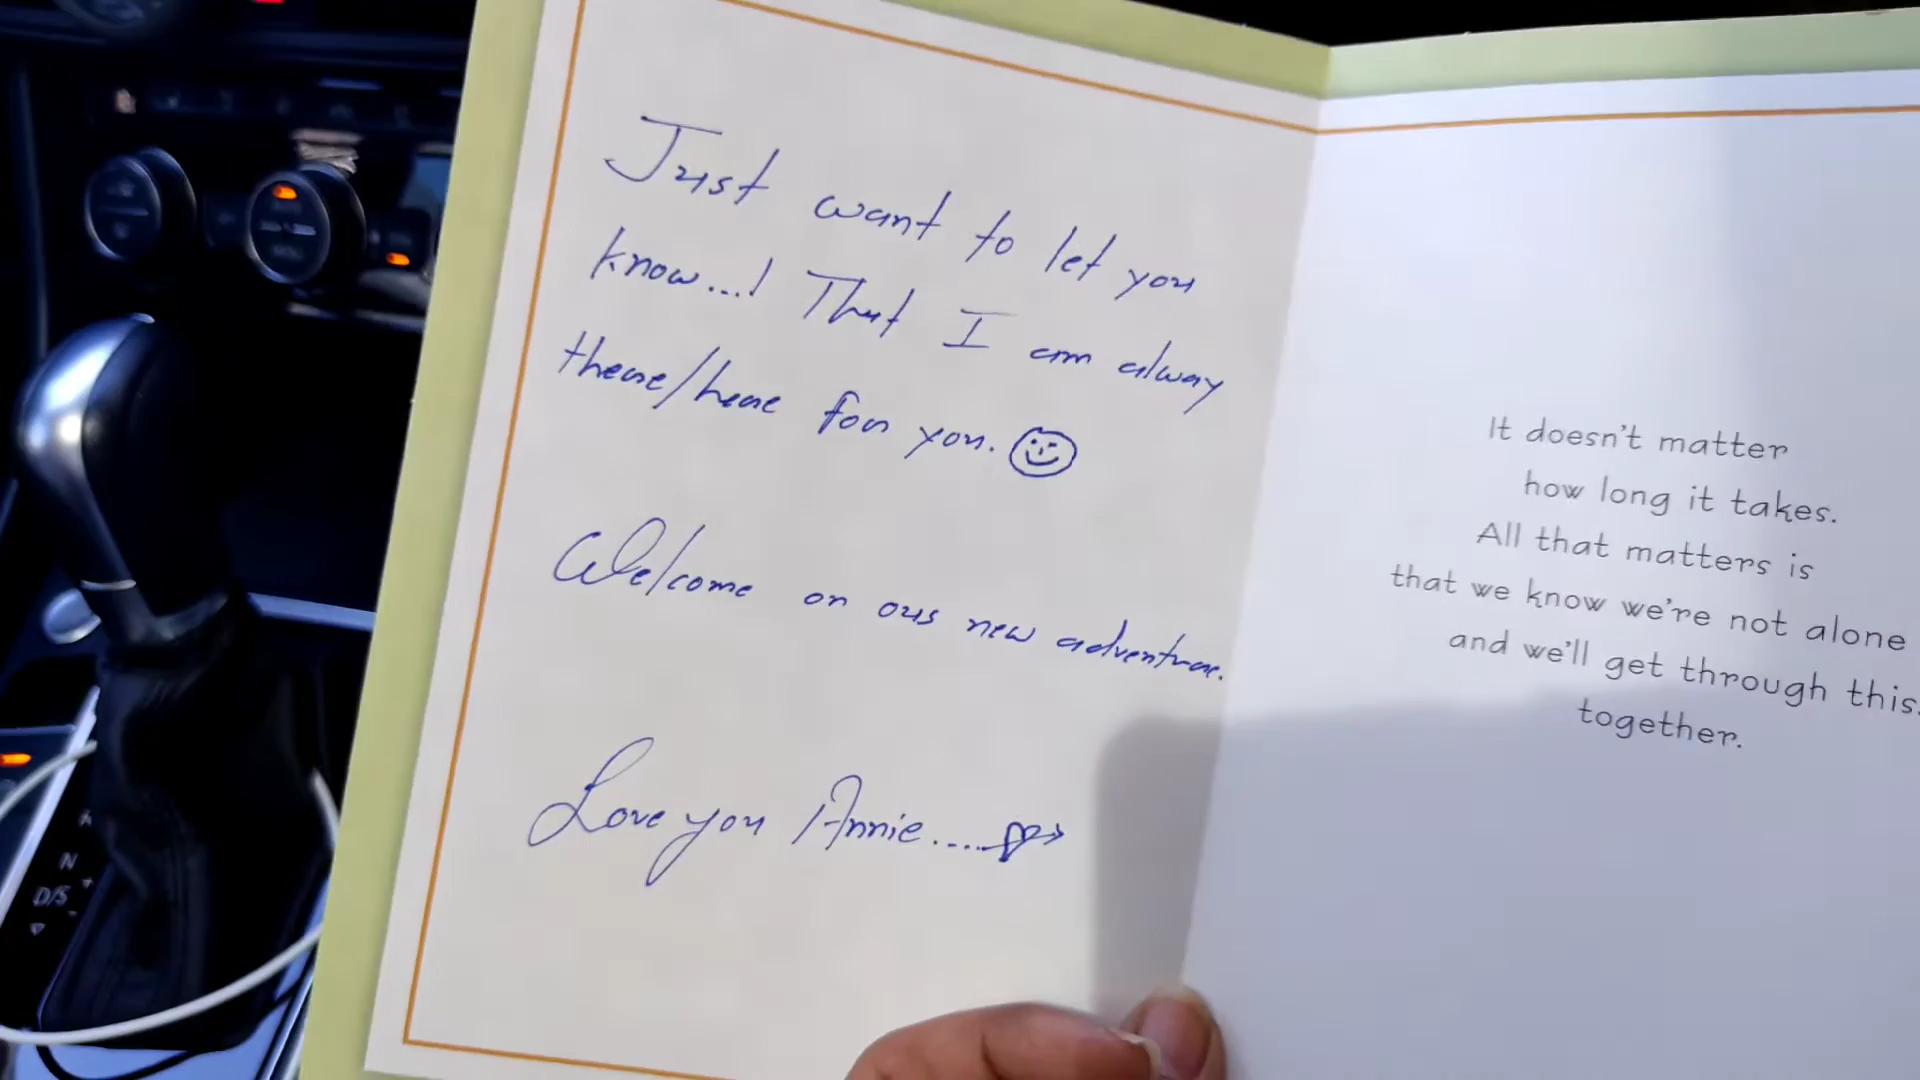 Just want to let you
know...! That I am alway
there/here for you.
Welcome on our new adventure.
Love you Annie.....
It doesn't matter
how long it takes.
All that matters is
that we know we're not alone
and we'll get through this.
together.
N
D/S